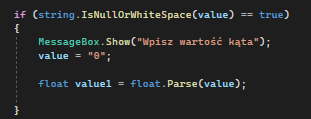 if (string.IsNullOrWhiteSpace(value) == true)
{
MessageBox.Show("Wpisz wartość kąta");
value = "0";
float value1 = float.Parse(value);
}